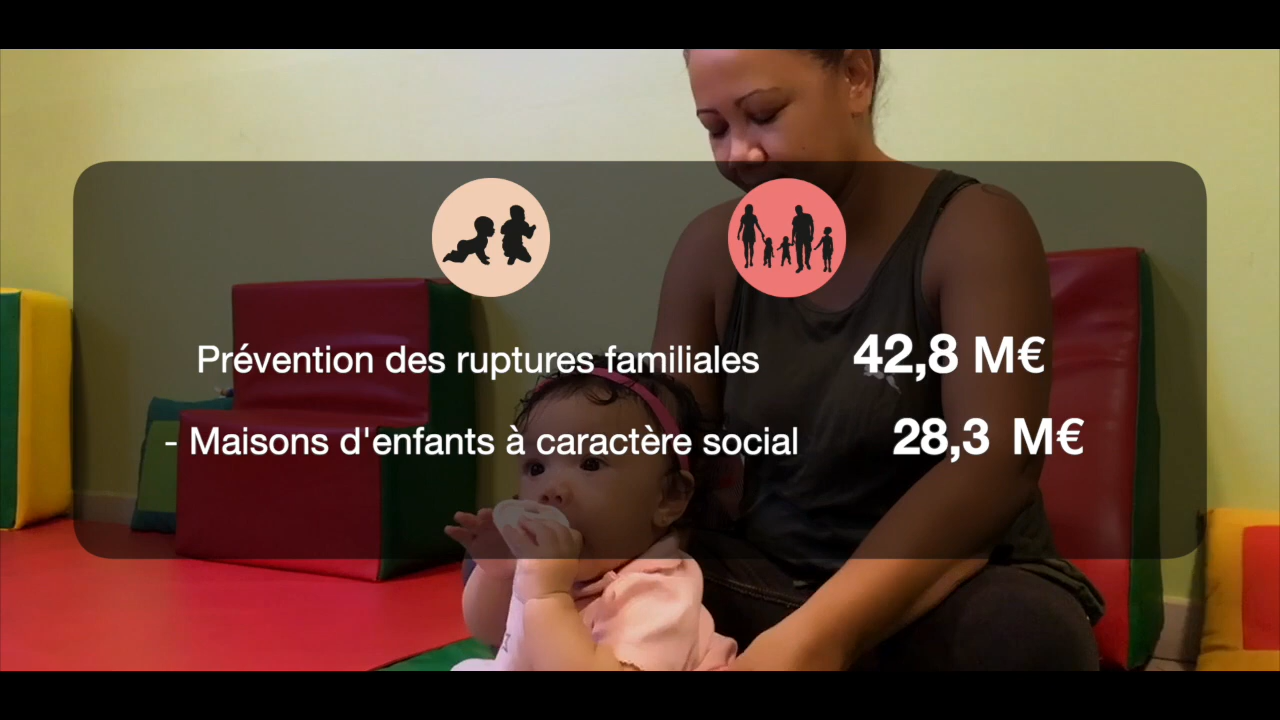 Prévention des ruptures familiales 42,8 M€
- Maisons d'enfants à caractère social 28,3 M€